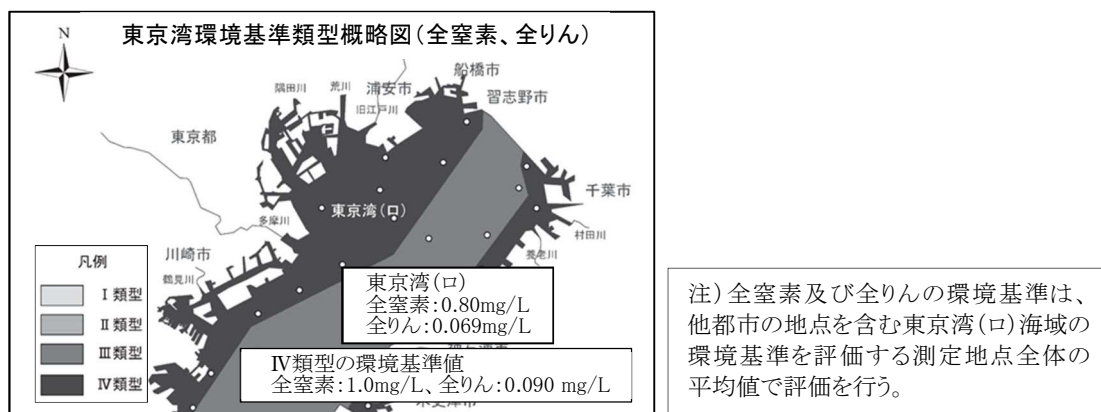 東京湾環境基準類型概略図(全窒素、全りん)
N
船橋市
隅田川
荒川
浦安市
習志野市
旧江戸川
東京都
千葉市
東京湾(ロ)
多摩川
村田川
養老川
川崎市
鶴見川
凡例
Ⅰ類型
Ⅱ類型
Ⅲ類型
Ⅳ類型
東京湾(ロ)
全窒素:0.80mg/L
全りん:0.069mg/L
Ⅳ類型の環境基準値
全窒素:1.0mg/L、全りん:0.090 mg/L
注)全窒素及び全りんの環境基準は、
他都市の地点を含む東京湾(ロ)海域の
環境基準を評価する測定地点全体の
平均値で評価を行う。